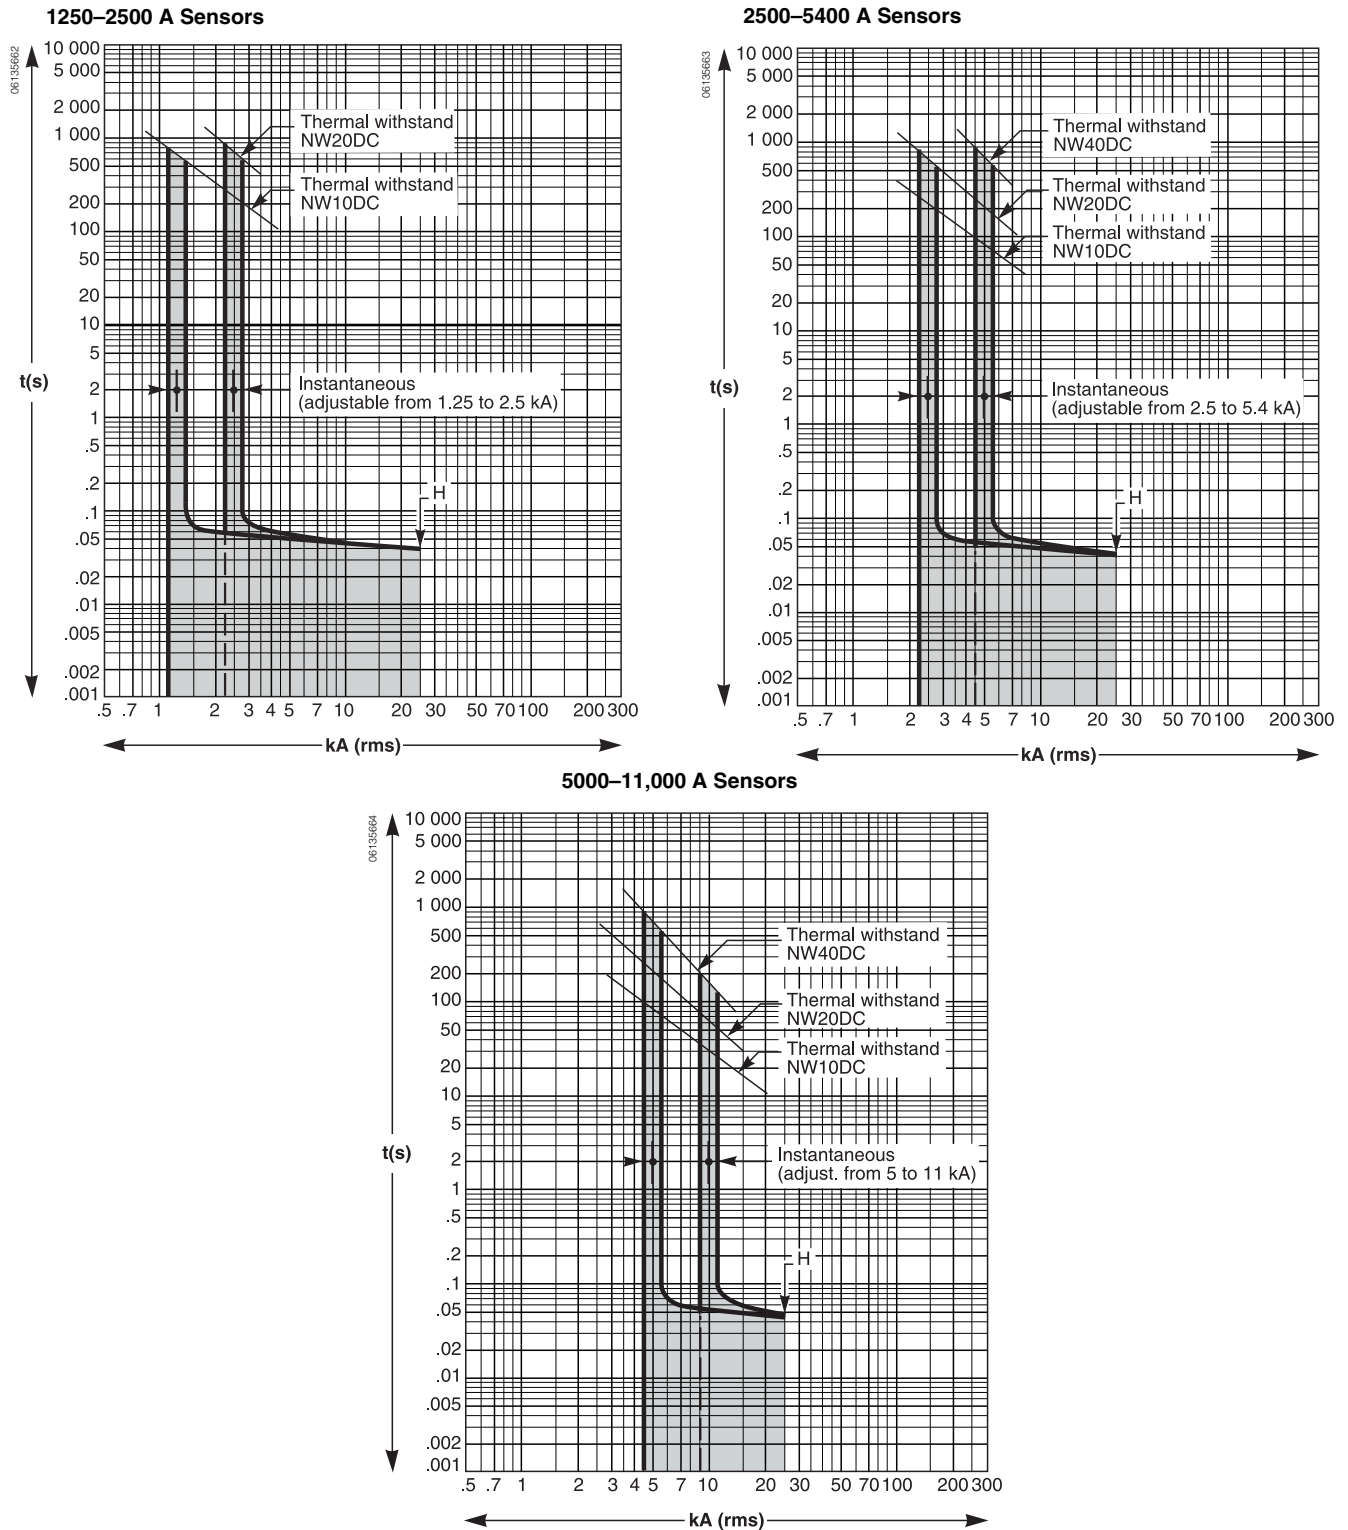 1250–2500 A Sensors
06135662
10 000
5 000
2 000
1 000
500
200
100
50
20
10
5
2
1
.5
.2
.1
.05
.02
.01
.005
.002
.001
t(s)
Thermal withstand
NW20DC
Thermal withstand
NW10DC
Instantaneous
(adjustable from 1.25 to 2.5 kA)
H
.5 .7 1 2 3 4 5 7 10 20 30 50 70 100 200 300
kA (rms)
2500–5400 A Sensors
06135663
10 000
5 000
2 000
1 000
500
200
100
50
20
10
5
2
1
.5
.2
.1
.05
.02
.01
.005
.002
.001
t(s)
Thermal withstand
NW40DC
Thermal withstand
NW20DC
Thermal withstand
NW10DC
Instantaneous
(adjustable from 2.5 to 5.4 kA)
H
.5 .7 1 2 3 4 5 7 10 20 30 50 70 100 200 300
kA (rms)
5000–11,000 A Sensors
06135664
10 000
5 000
2 000
1 000
500
200
100
50
20
10
5
2
1
.5
.2
.1
.05
.02
.01
.005
.002
.001
t(s)
Thermal withstand
NW40DC
Thermal withstand
NW20DC
Thermal withstand
NW10DC
Instantaneous
(adjust. from 5 to 11 kA)
H
.5 .7 1 2 3 4 5 7 10 20 30 50 70 100 200 300
kA (rms)